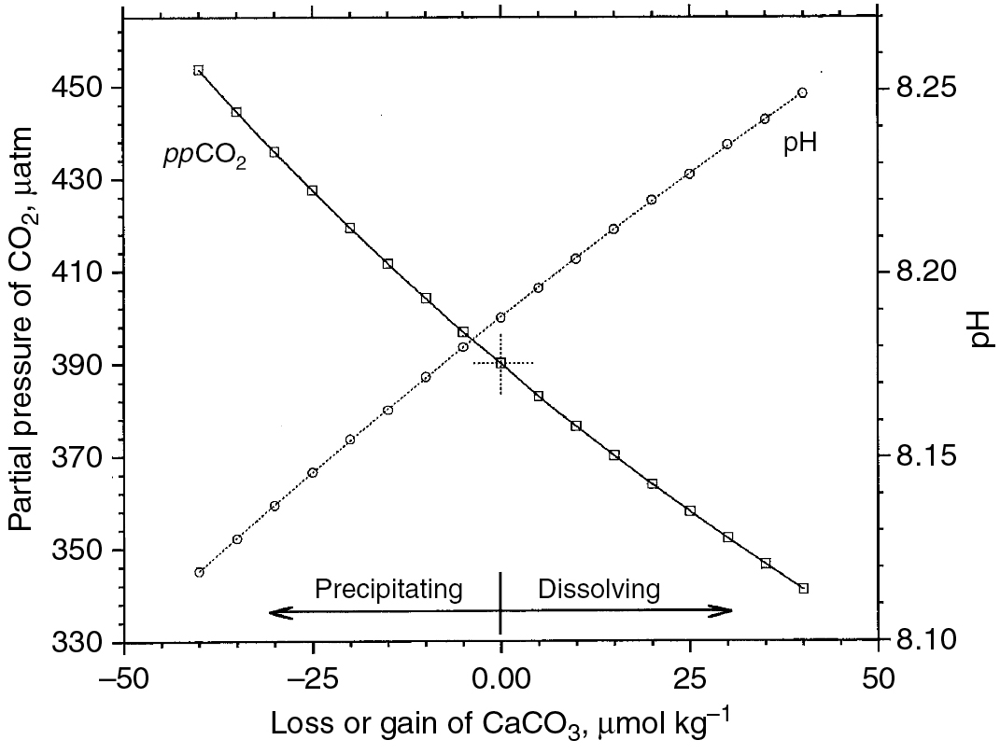 450
430
410
390
370
350
330
Partial pressure of CO₂, μatm
ppCO₂
pH
8.25
8.20
8.15
8.10
pH
Precipitating
Dissolving
–50
–25
0.00
25
50
Loss or gain of CaCO₃, μmol kg⁻¹